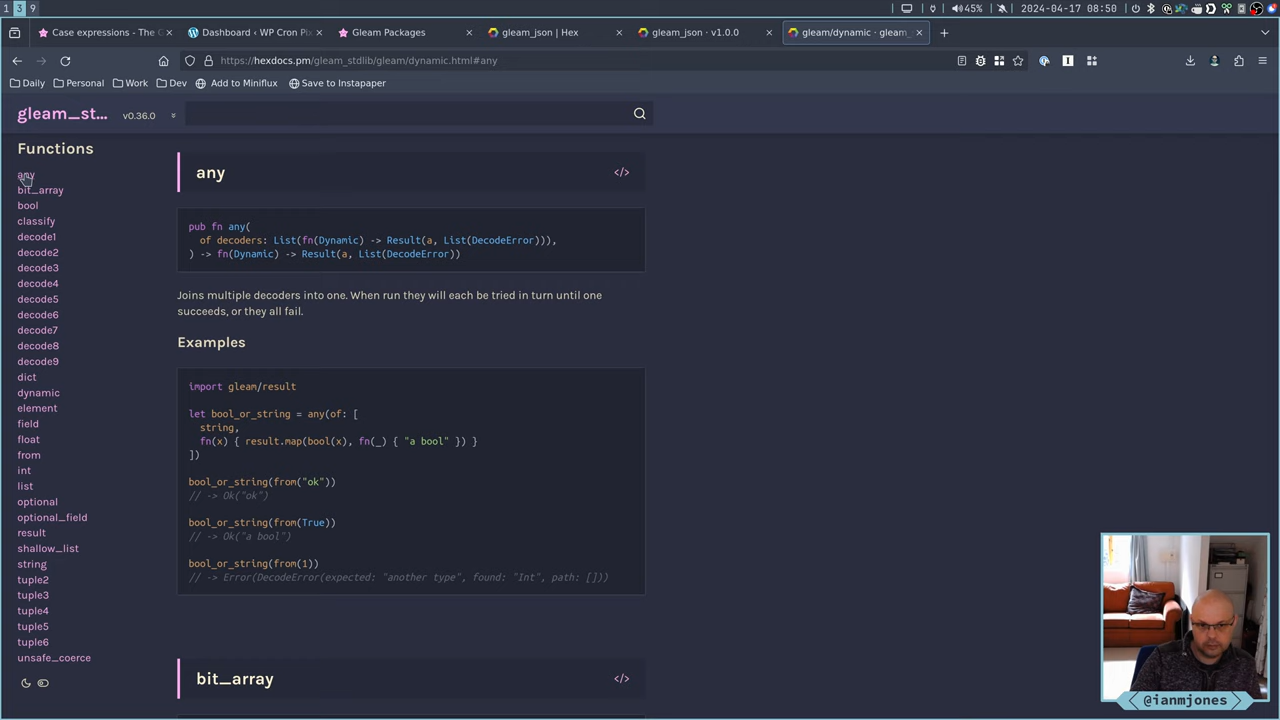 1 3 9
45%
2024-04-17 08:50
Case expressions - The G
Dashboard ‹ WP Cron Pix
Gleam Packages
gleam_json | Hex
gleam_json · v1.0.0
gleam/dynamic · gleam_
https://hexdocs.pm/gleam_stdlib/gleam/dynamic.html#any
Daily
Personal
Work
Dev
Add to Miniflux
Save to Instapaper
gleam_st...
v0.36.0
Functions
any
bit_array
bool
classify
decode1
decode2
decode3
decode4
decode5
decode6
decode7
decode8
decode9
dict
dynamic
element
field
float
from
int
list
optional
optional_field
result
shallow_list
string
tuple2
tuple3
tuple4
tuple5
tuple6
unsafe_coerce
any
</>
pub fn any(
of decoders: List(fn(Dynamic) -> Result(a, List(DecodeError))),
) -> fn(Dynamic) -> Result(a, List(DecodeError))
Joins multiple decoders into one. When run they will each be tried in turn until one
succeeds, or they all fail.
Examples
import gleam/result
let bool_or_string = any(of: [
string,
fn(x) { result.map(bool(x), fn(_) { "a bool" }) }
])
bool_or_string(from("ok"))
// -> Ok("ok")
bool_or_string(from(True))
// -> Ok("a bool")
bool_or_string(from(1))
// -> Error(DecodeError(expected: "another type", found: "Int", path: []))
bit_array
</>
@ianmjones